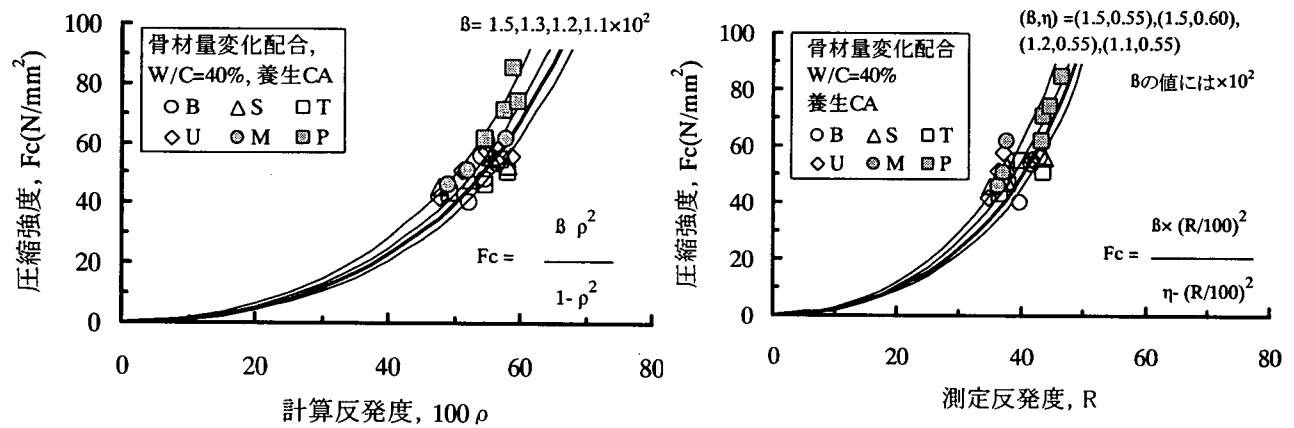 ß= 1.5,1.3,1.2,1.1×10²
骨材量変化配合,
W/C=40%, 養生CA
B S T
U M P
圧縮強度, Fc(N/mm²)
100
80
60
40
20
0
Fc = ß ρ² / 1- ρ²
0 20 40 60 80
計算反発度, 100 ρ
(ß,η) =(1.5,0.55),(1.5,0.60),
(1.2,0.55),(1.1,0.55)
ßの値には×10²
骨材量変化配合
W/C=40%
養生CA
B S T
U M P
圧縮強度, Fc(N/mm²)
100
80
60
40
20
0
Fc = ß× (R/100)² / η- (R/100)²
0 20 40 60 80
測定反発度, R